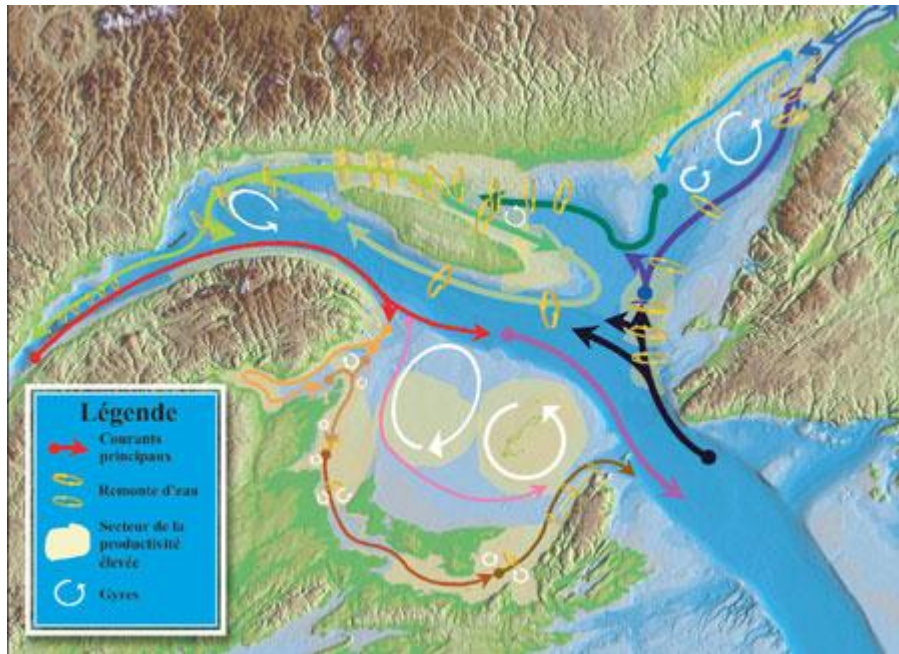 Légende
Courants
principaux
Remonte d'eau
Secteur de la
productivité
élevée
Gyres